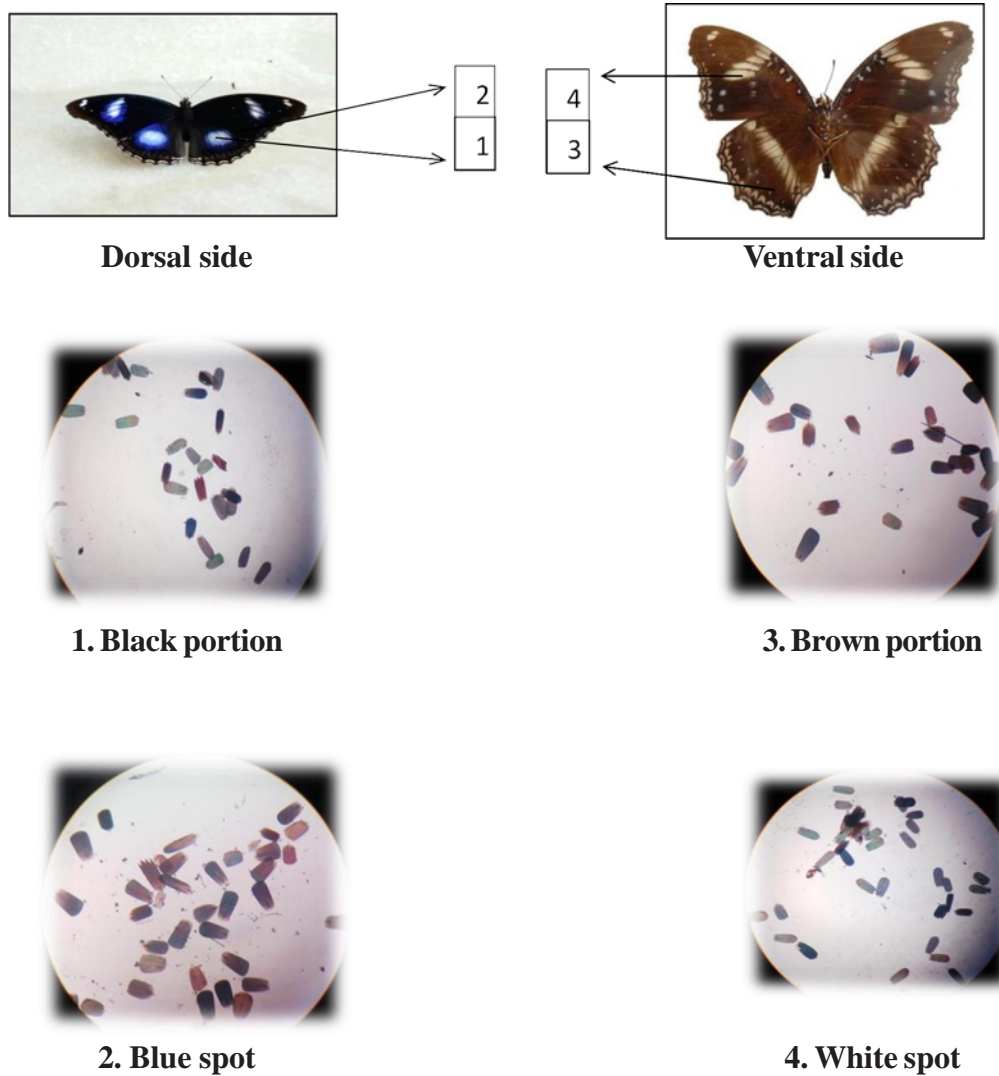 2
1
4
3
Dorsal side
Ventral side
1. Black portion
3. Brown portion
2. Blue spot
4. White spot